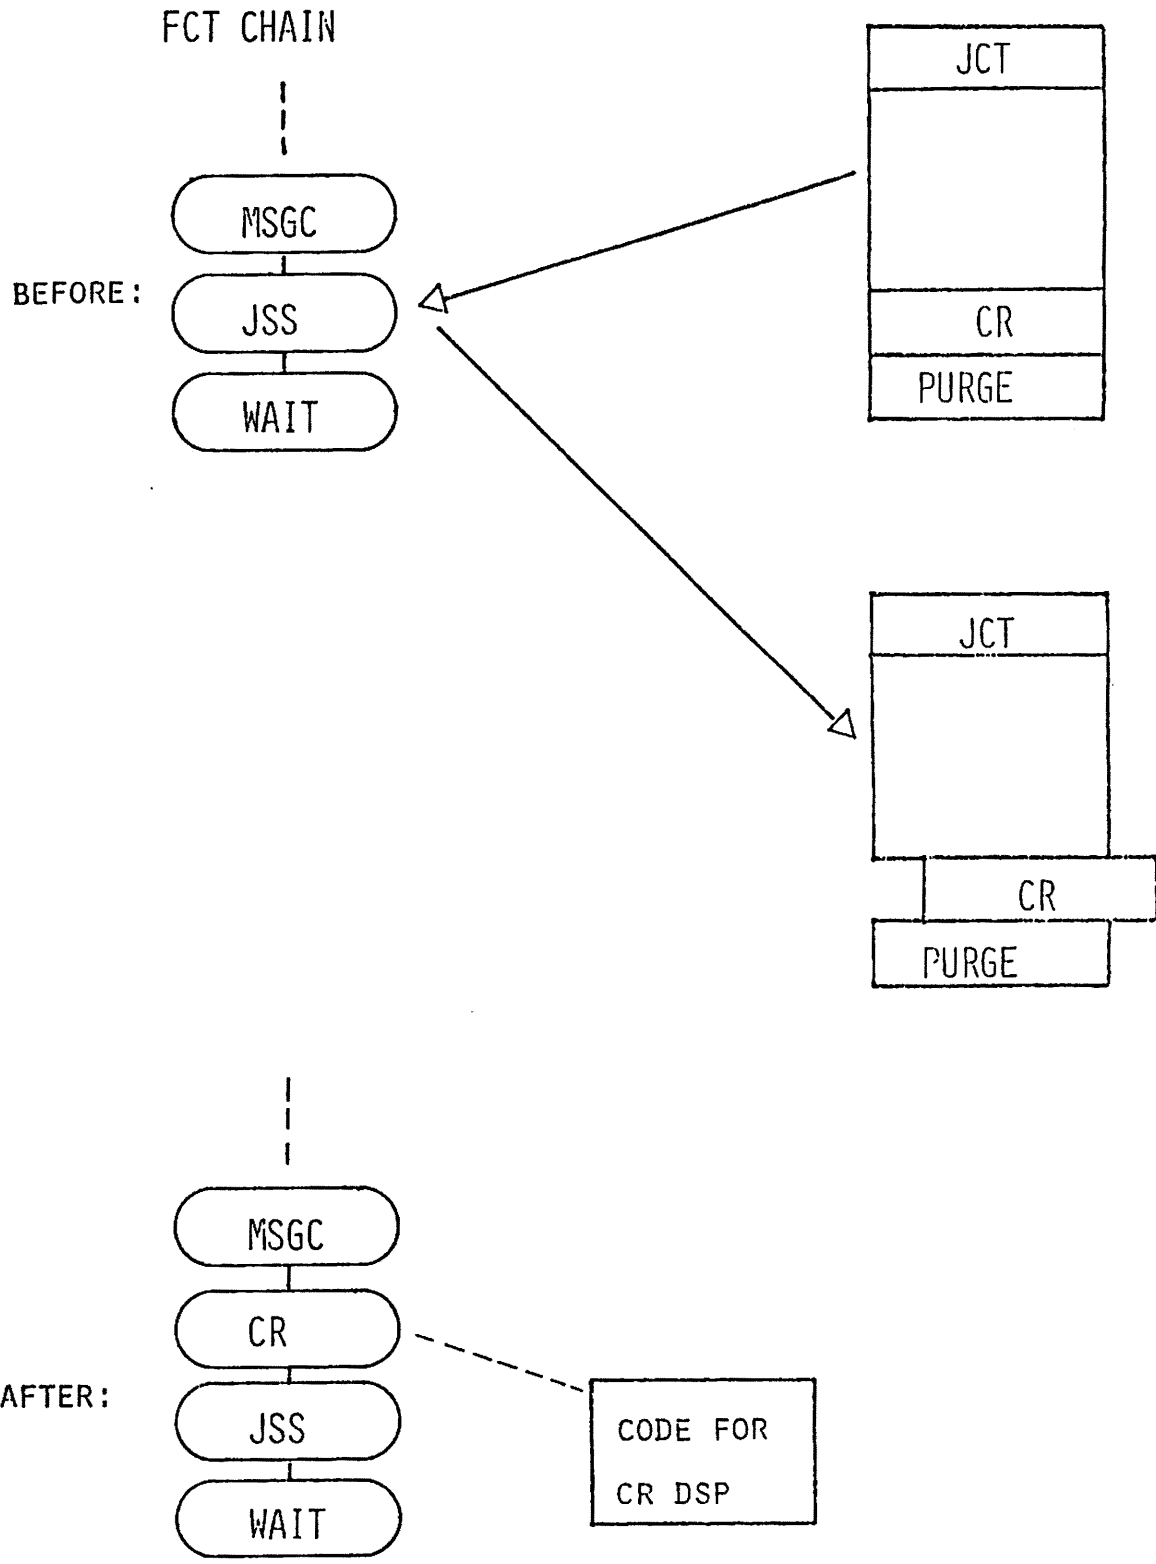 FCT CHAIN
JCT
MSGC
BEFORE:
JSS
CR
WAIT
PURGE
JCT
CR
PURGE
MSGC
CR
AFTER:
JSS
CODE FOR
CR DSP
WAIT